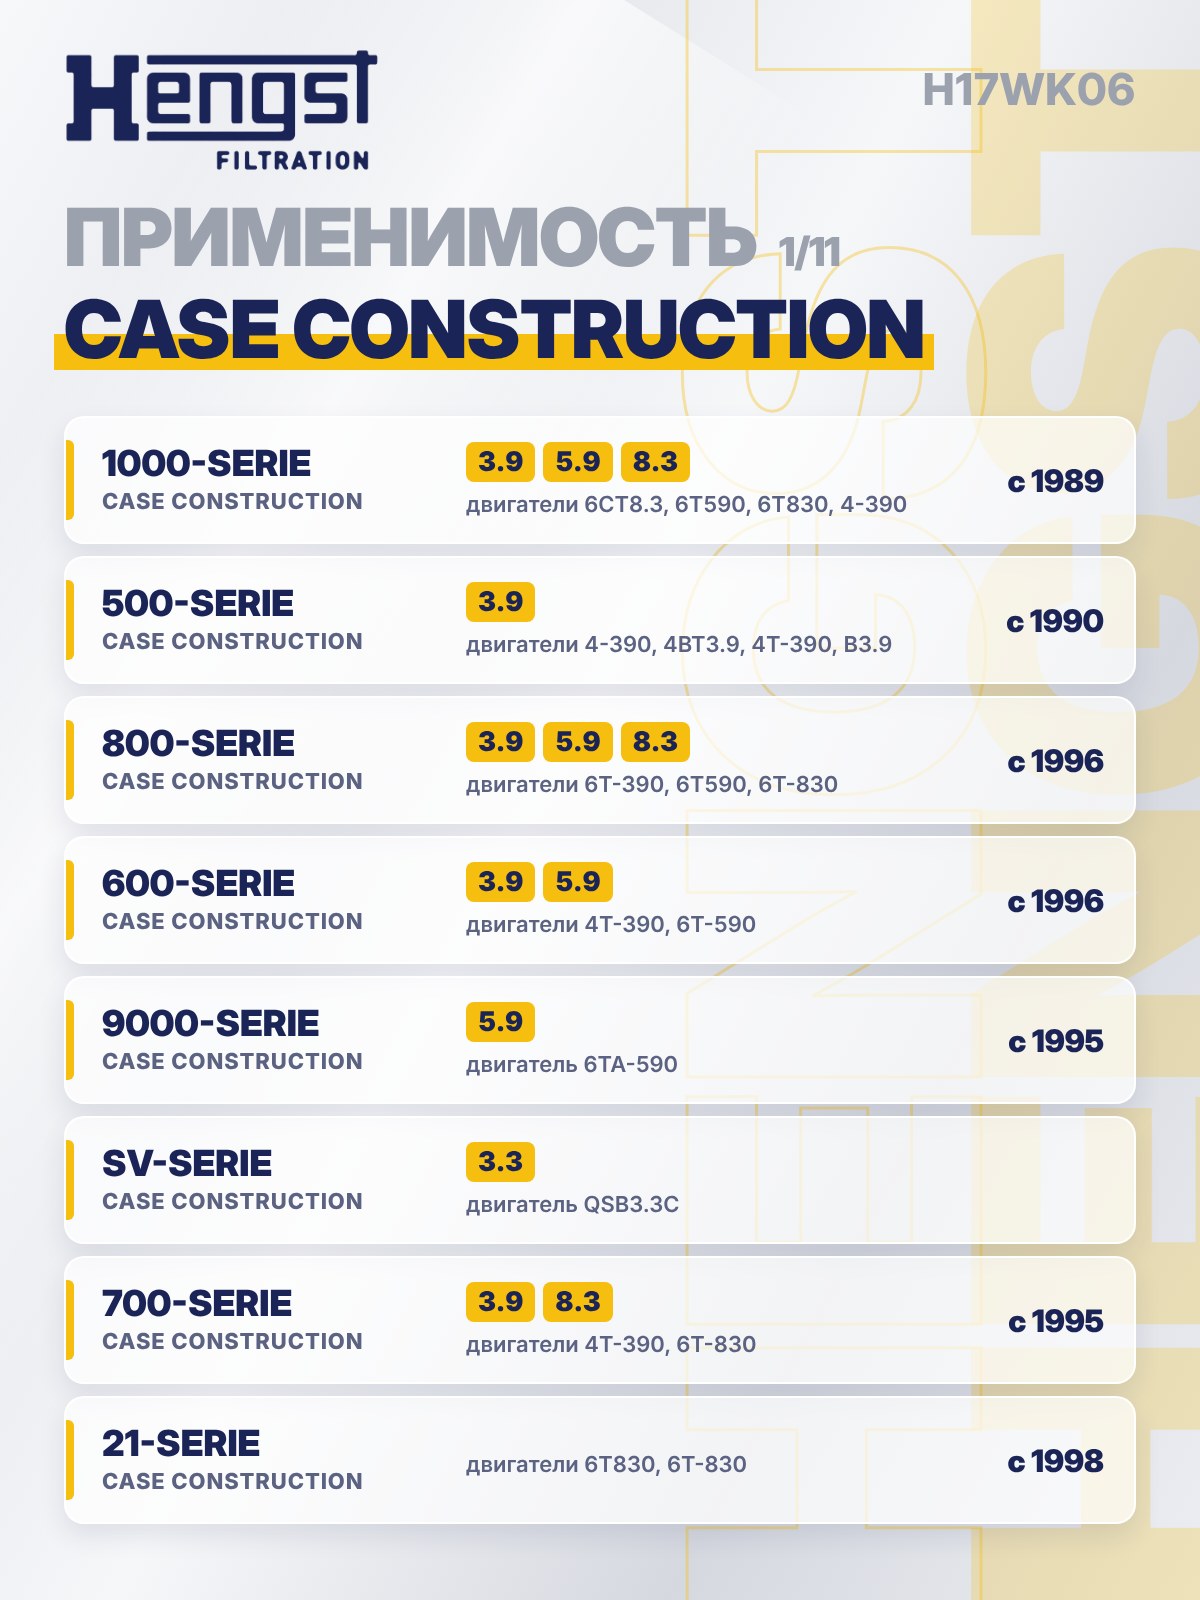 Hengst
FILTRATION
H17WK06
ПРИМЕНИМОСТЬ 1/11
CASE CONSTRUCTION
1000-SERIE
CASE CONSTRUCTION
3.9 5.9 8.3
двигатели 6CT8.3, 6T590, 6T830, 4-390
с 1989
500-SERIE
CASE CONSTRUCTION
3.9
двигатели 4-390, 4BT3.9, 4T-390, B3.9
с 1990
800-SERIE
CASE CONSTRUCTION
3.9 5.9 8.3
двигатели 6T-390, 6T590, 6T-830
с 1996
600-SERIE
CASE CONSTRUCTION
3.9 5.9
двигатели 4T-390, 6T-590
с 1996
9000-SERIE
CASE CONSTRUCTION
5.9
двигатель 6TA-590
с 1995
SV-SERIE
CASE CONSTRUCTION
3.3
двигатель QSB3.3C
700-SERIE
CASE CONSTRUCTION
3.9 8.3
двигатели 4T-390, 6T-830
с 1995
21-SERIE
CASE CONSTRUCTION
двигатели 6T830, 6T-830
с 1998
HENGST